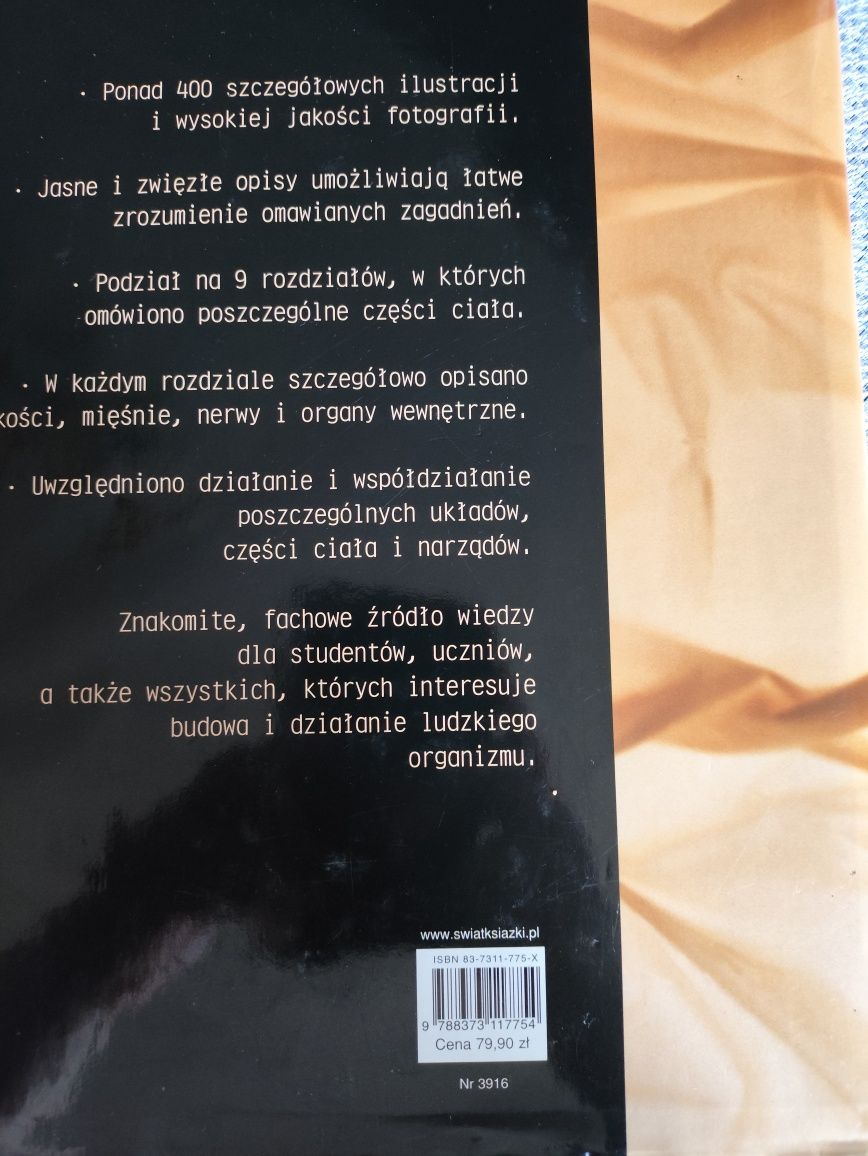 · Ponad 400 szczegółowych ilustracji
i wysokiej jakości fotografii.
· Jasne i zwięzłe opisy umożliwiają łatwe
zrozumienie omawianych zagadnień.
· Podział na 9 rozdziałów, w których
omówiono poszczególne części ciała.
· W każdym rozdziale szczegółowo opisano
kości, mięśnie, nerwy i organy wewnętrzne.
· Uwzględniono działanie i współdziałanie
poszczególnych układów,
części ciała i narządów.
Znakomite, fachowe źródło wiedzy
dla studentów, uczniów,
a także wszystkich, których interesuje
budowa i działanie ludzkiego
organizmu.
www.swiatksiazki.pl
ISBN 83-7311-775-X
9 788373 117754
Cena 79,90 zł
Nr 3916